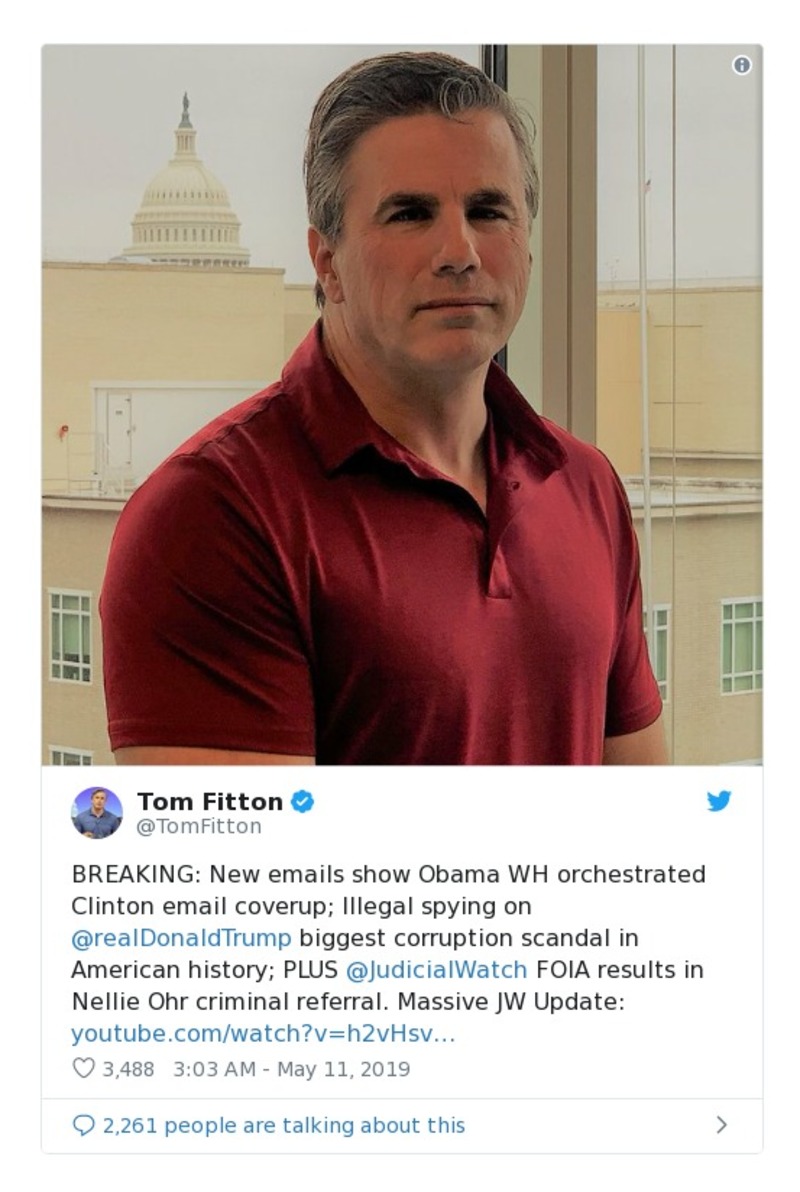 Tom Fitton
@TomFitton
BREAKING: New emails show Obama WH orchestrated
Clinton email coverup; Illegal spying on
@realDonaldTrump biggest corruption scandal in
American history; PLUS @JudicialWatch FOIA results in
Nellie Ohr criminal referral. Massive JW Update:
youtube.com/watch?v=h2vHsv…
3,488 3:03 AM - May 11, 2019
2,261 people are talking about this